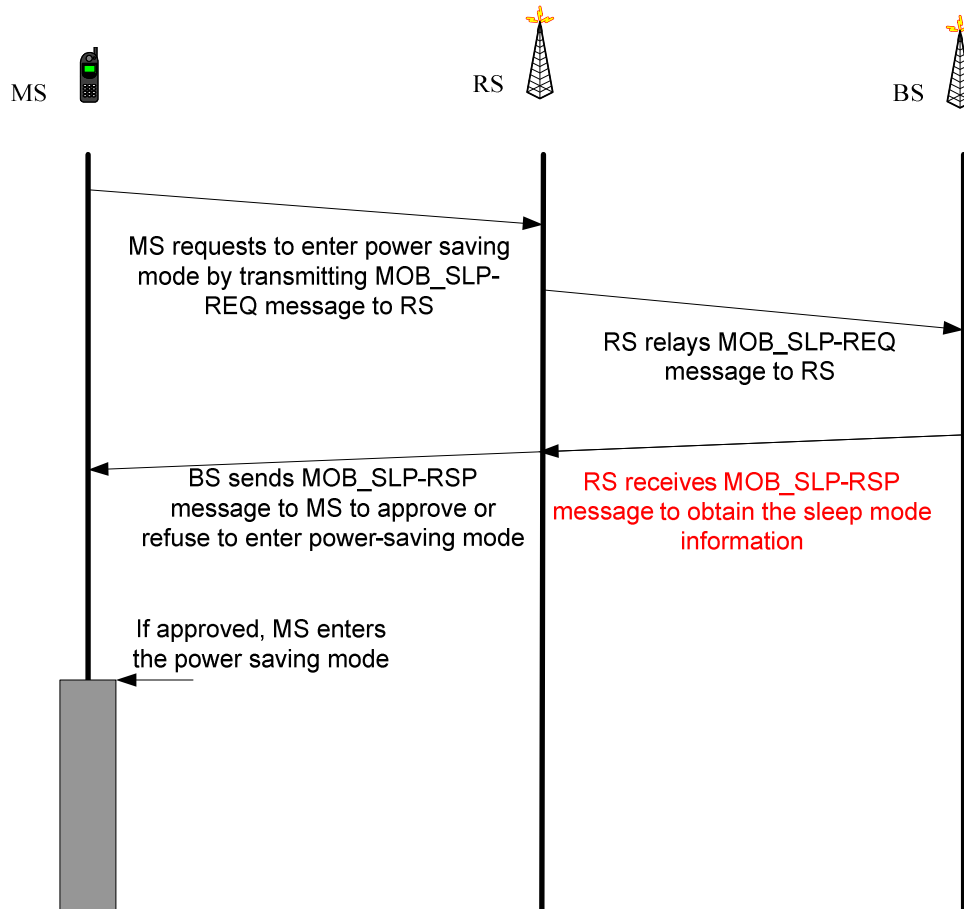 MS
RS
BS
MS requests to enter power saving
mode by transmitting MOB_SLP-
REQ message to RS
RS relays MOB_SLP-REQ
message to RS
BS sends MOB_SLP-RSP
message to MS to approve or
refuse to enter power-saving mode
RS receives MOB_SLP-RSP
message to obtain the sleep mode
information
If approved, MS enters
the power saving mode